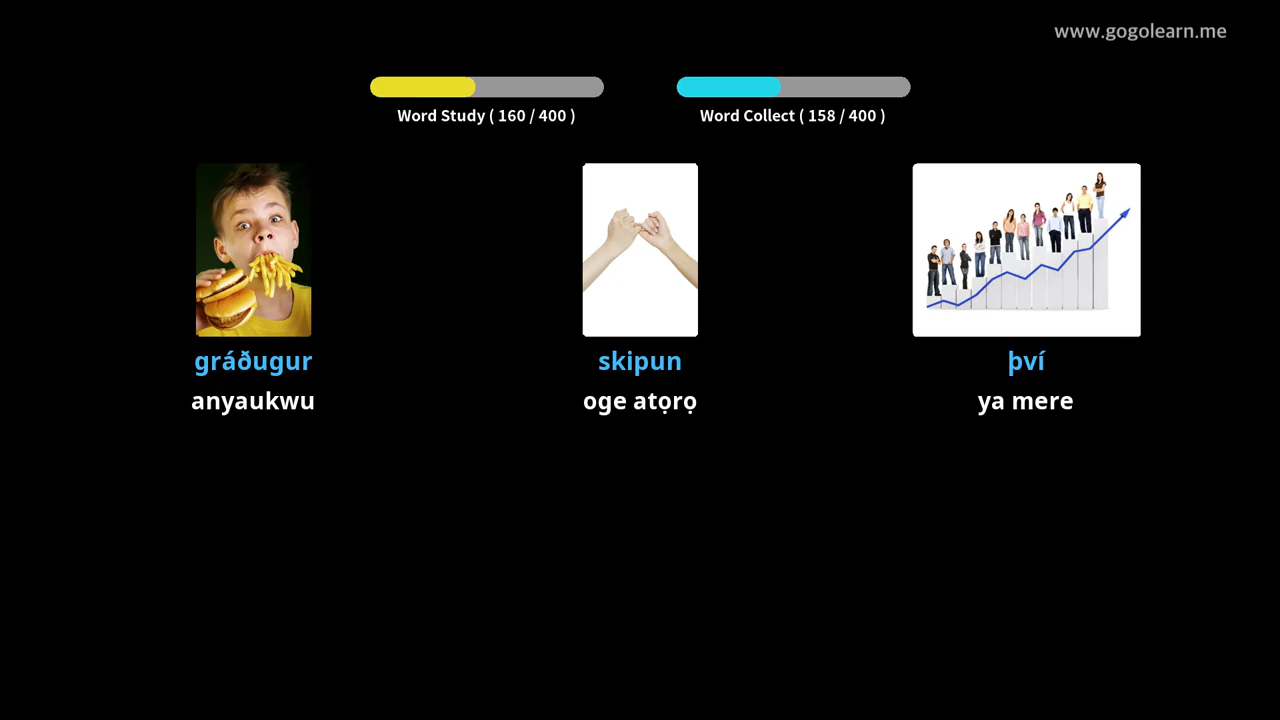 www.gogolearn.me
Word Study ( 160 / 400 )
Word Collect ( 158 / 400 )
gráðugur
anyaukwu
skipun
oge atọrọ
því
ya mere